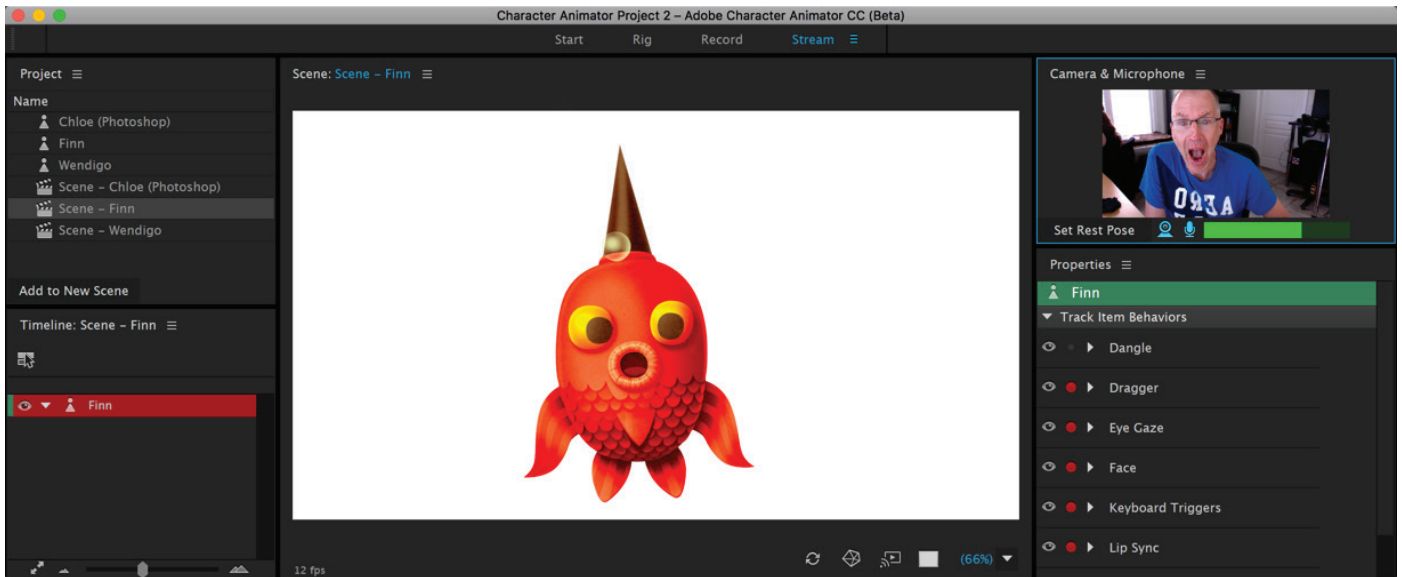 Character Animator Project 2 – Adobe Character Animator CC (Beta)
Start Rig Record Stream
Project
Name
Chloe (Photoshop)
Finn
Wendigo
Scene – Chloe (Photoshop)
Scene – Finn
Scene – Wendigo
Add to New Scene
Timeline: Scene – Finn
Finn
Scene: Scene – Finn
12 fps
(66%)
Camera & Microphone
AERO
Set Rest Pose
Properties
Finn
Track Item Behaviors
Dangle
Dragger
Eye Gaze
Face
Keyboard Triggers
Lip Sync